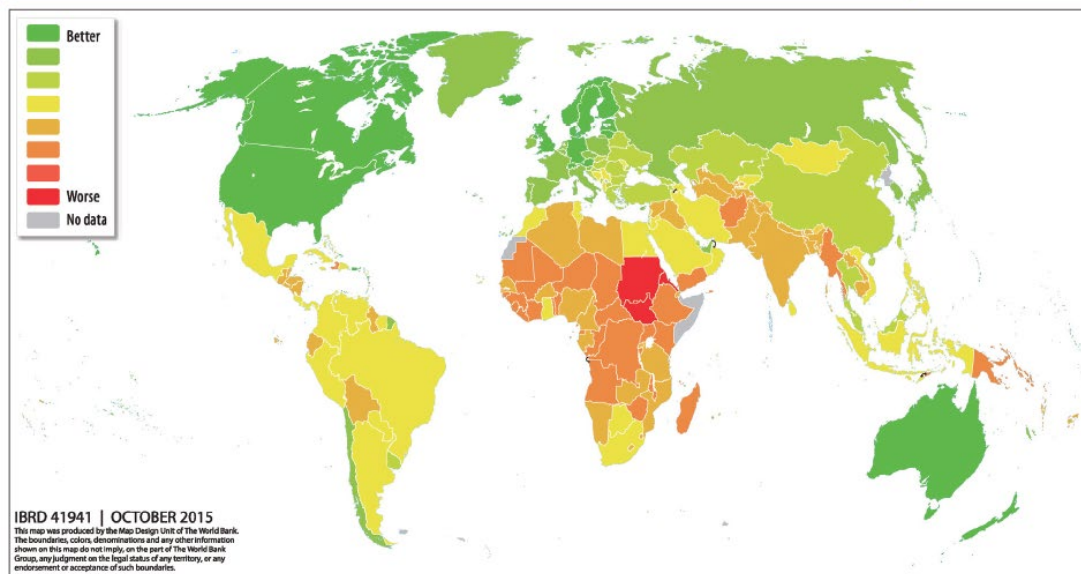 Better
Worse
No data
IBRD 41941 | OCTOBER 2015
This map was produced by the Map Design Unit of The World Bank.
The boundaries, colors, denominations and any other information
shown on this map do not imply, on the part of The World Bank
Group, any judgment on the legal status of any territory, or any
endorsement or acceptance of such boundaries.